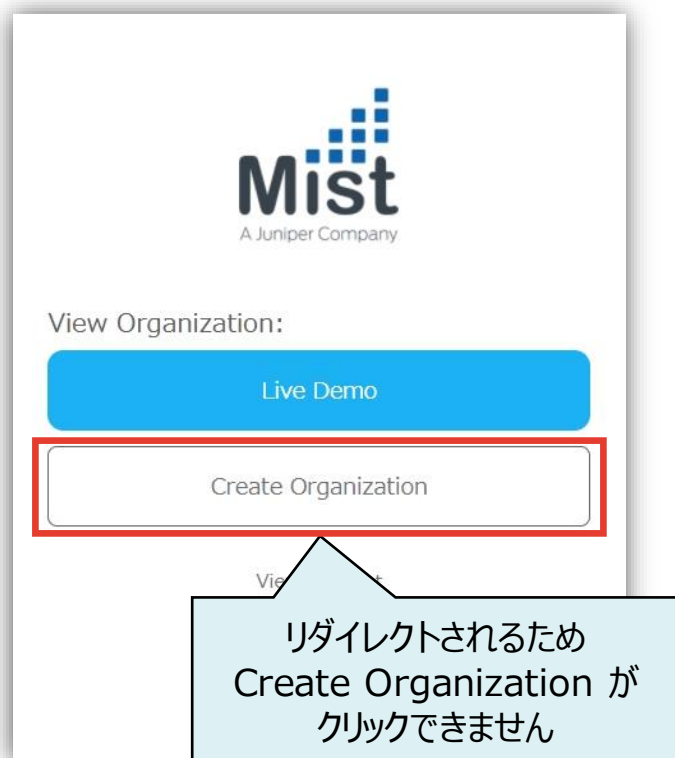 Mist
A Juniper Company
View Organization:
Live Demo
Create Organization
リダイレクトされるため
Create Organization が
クリックできません